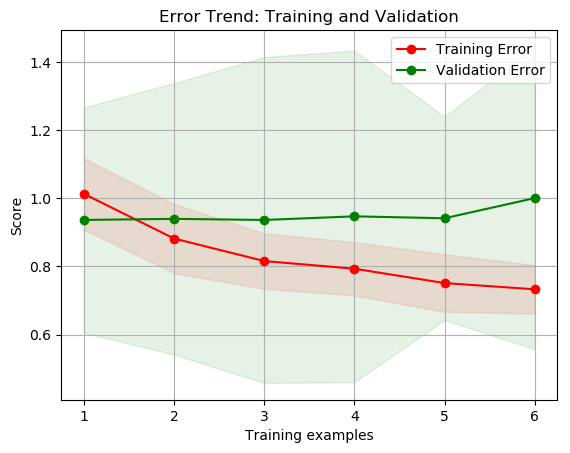 Error Trend: Training and Validation
Training Error
Validation Error
1.4
1.2
1.0
0.8
0.6
Score
1 2 3 4 5 6
Training examples